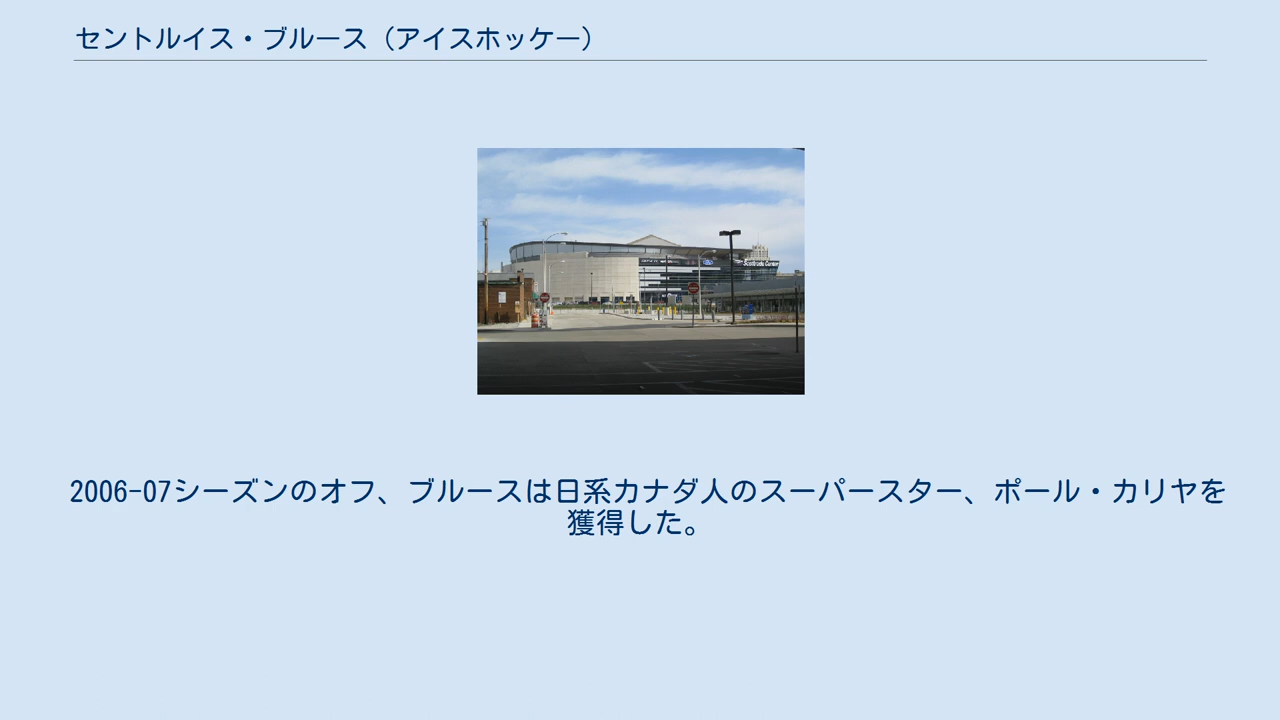 セントルイス・ブルース（アイスホッケー）
Scottrade Center
2006-07シーズンのオフ、ブルースは日系カナダ人のスーパースター、ポール・カリヤを
獲得した。